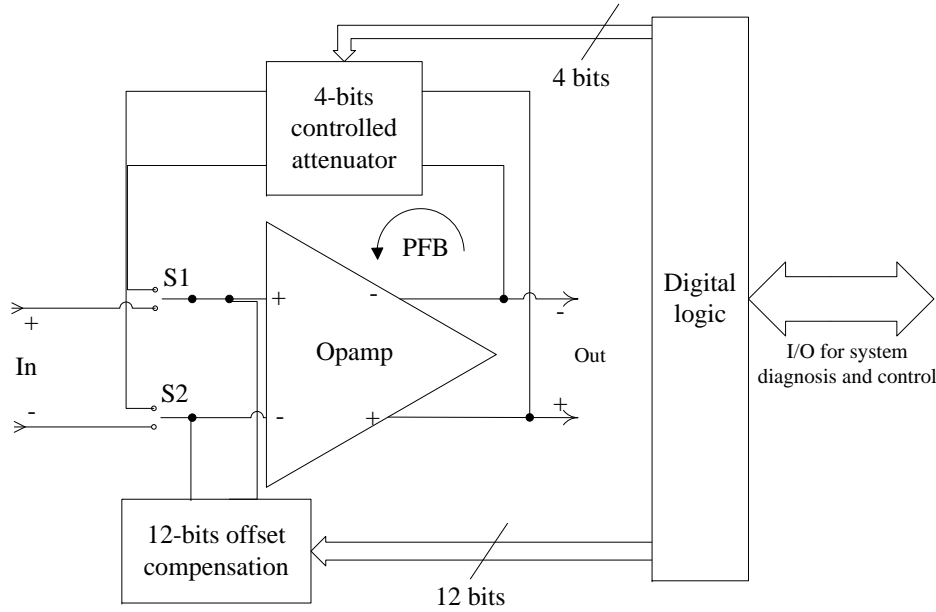 4 bits
4-bits
controlled
attenuator
PFB
S1
+
-
+
-
In
Opamp
Out
Digital
logic
I/O for system
diagnosis and control
S2
-
-
+
+
12-bits offset
compensation
12 bits